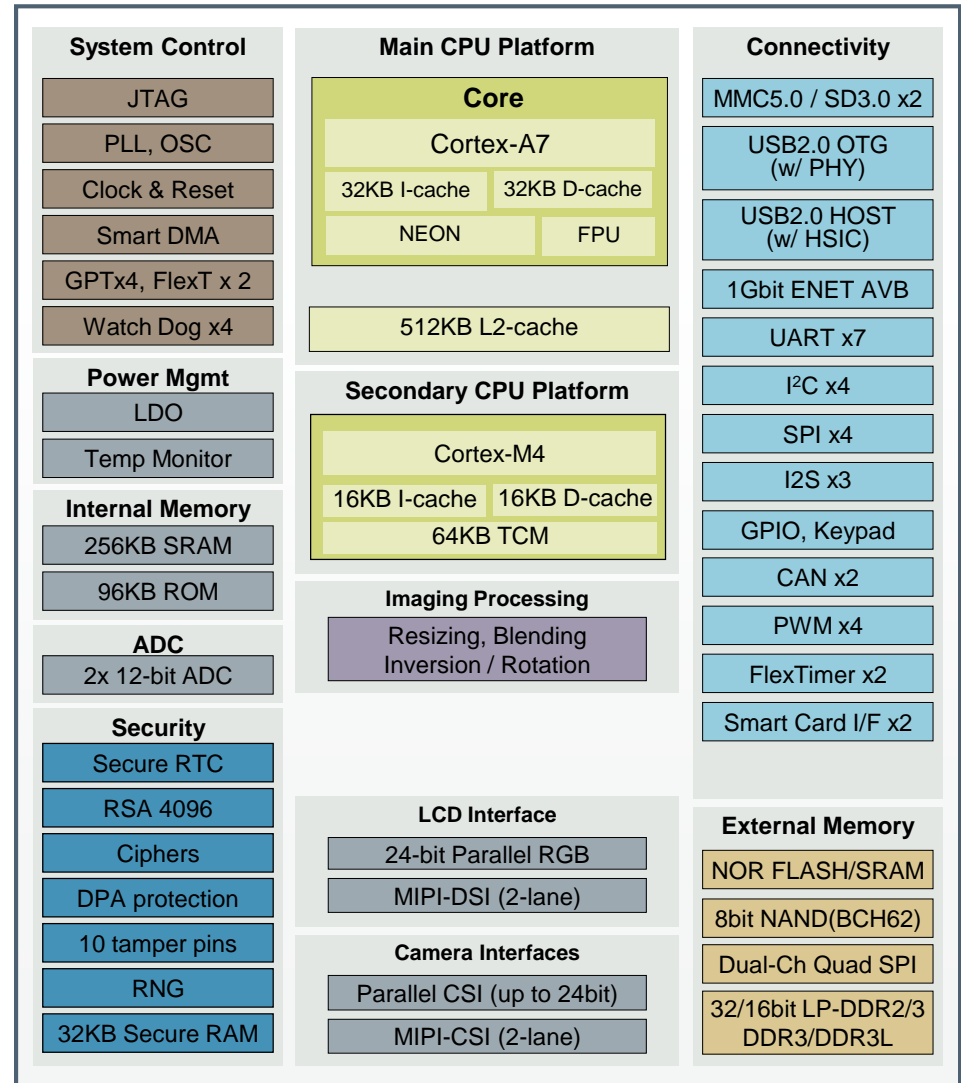 System Control
JTAG
PLL, OSC
Clock & Reset
Smart DMA
GPTx4, FlexT x 2
Watch Dog x4
Power Mgmt
LDO
Temp Monitor
Internal Memory
256KB SRAM
96KB ROM
ADC
2x 12-bit ADC
Security
Secure RTC
RSA 4096
Ciphers
DPA protection
10 tamper pins
RNG
32KB Secure RAM
Main CPU Platform
Core
Cortex-A7
32KB I-cache 32KB D-cache
NEON FPU
512KB L2-cache
Secondary CPU Platform
Cortex-M4
16KB I-cache 16KB D-cache
64KB TCM
Imaging Processing
Resizing, Blending
Inversion / Rotation
LCD Interface
24-bit Parallel RGB
MIPI-DSI (2-lane)
Camera Interfaces
Parallel CSI (up to 24bit)
MIPI-CSI (2-lane)
Connectivity
MMC5.0 / SD3.0 x2
USB2.0 OTG
(w/ PHY)
USB2.0 HOST
(w/ HSIC)
1Gbit ENET AVB
UART x7
I²C x4
SPI x4
I2S x3
GPIO, Keypad
CAN x2
PWM x4
FlexTimer x2
Smart Card I/F x2
External Memory
NOR FLASH/SRAM
8bit NAND(BCH62)
Dual-Ch Quad SPI
32/16bit LP-DDR2/3
DDR3/DDR3L